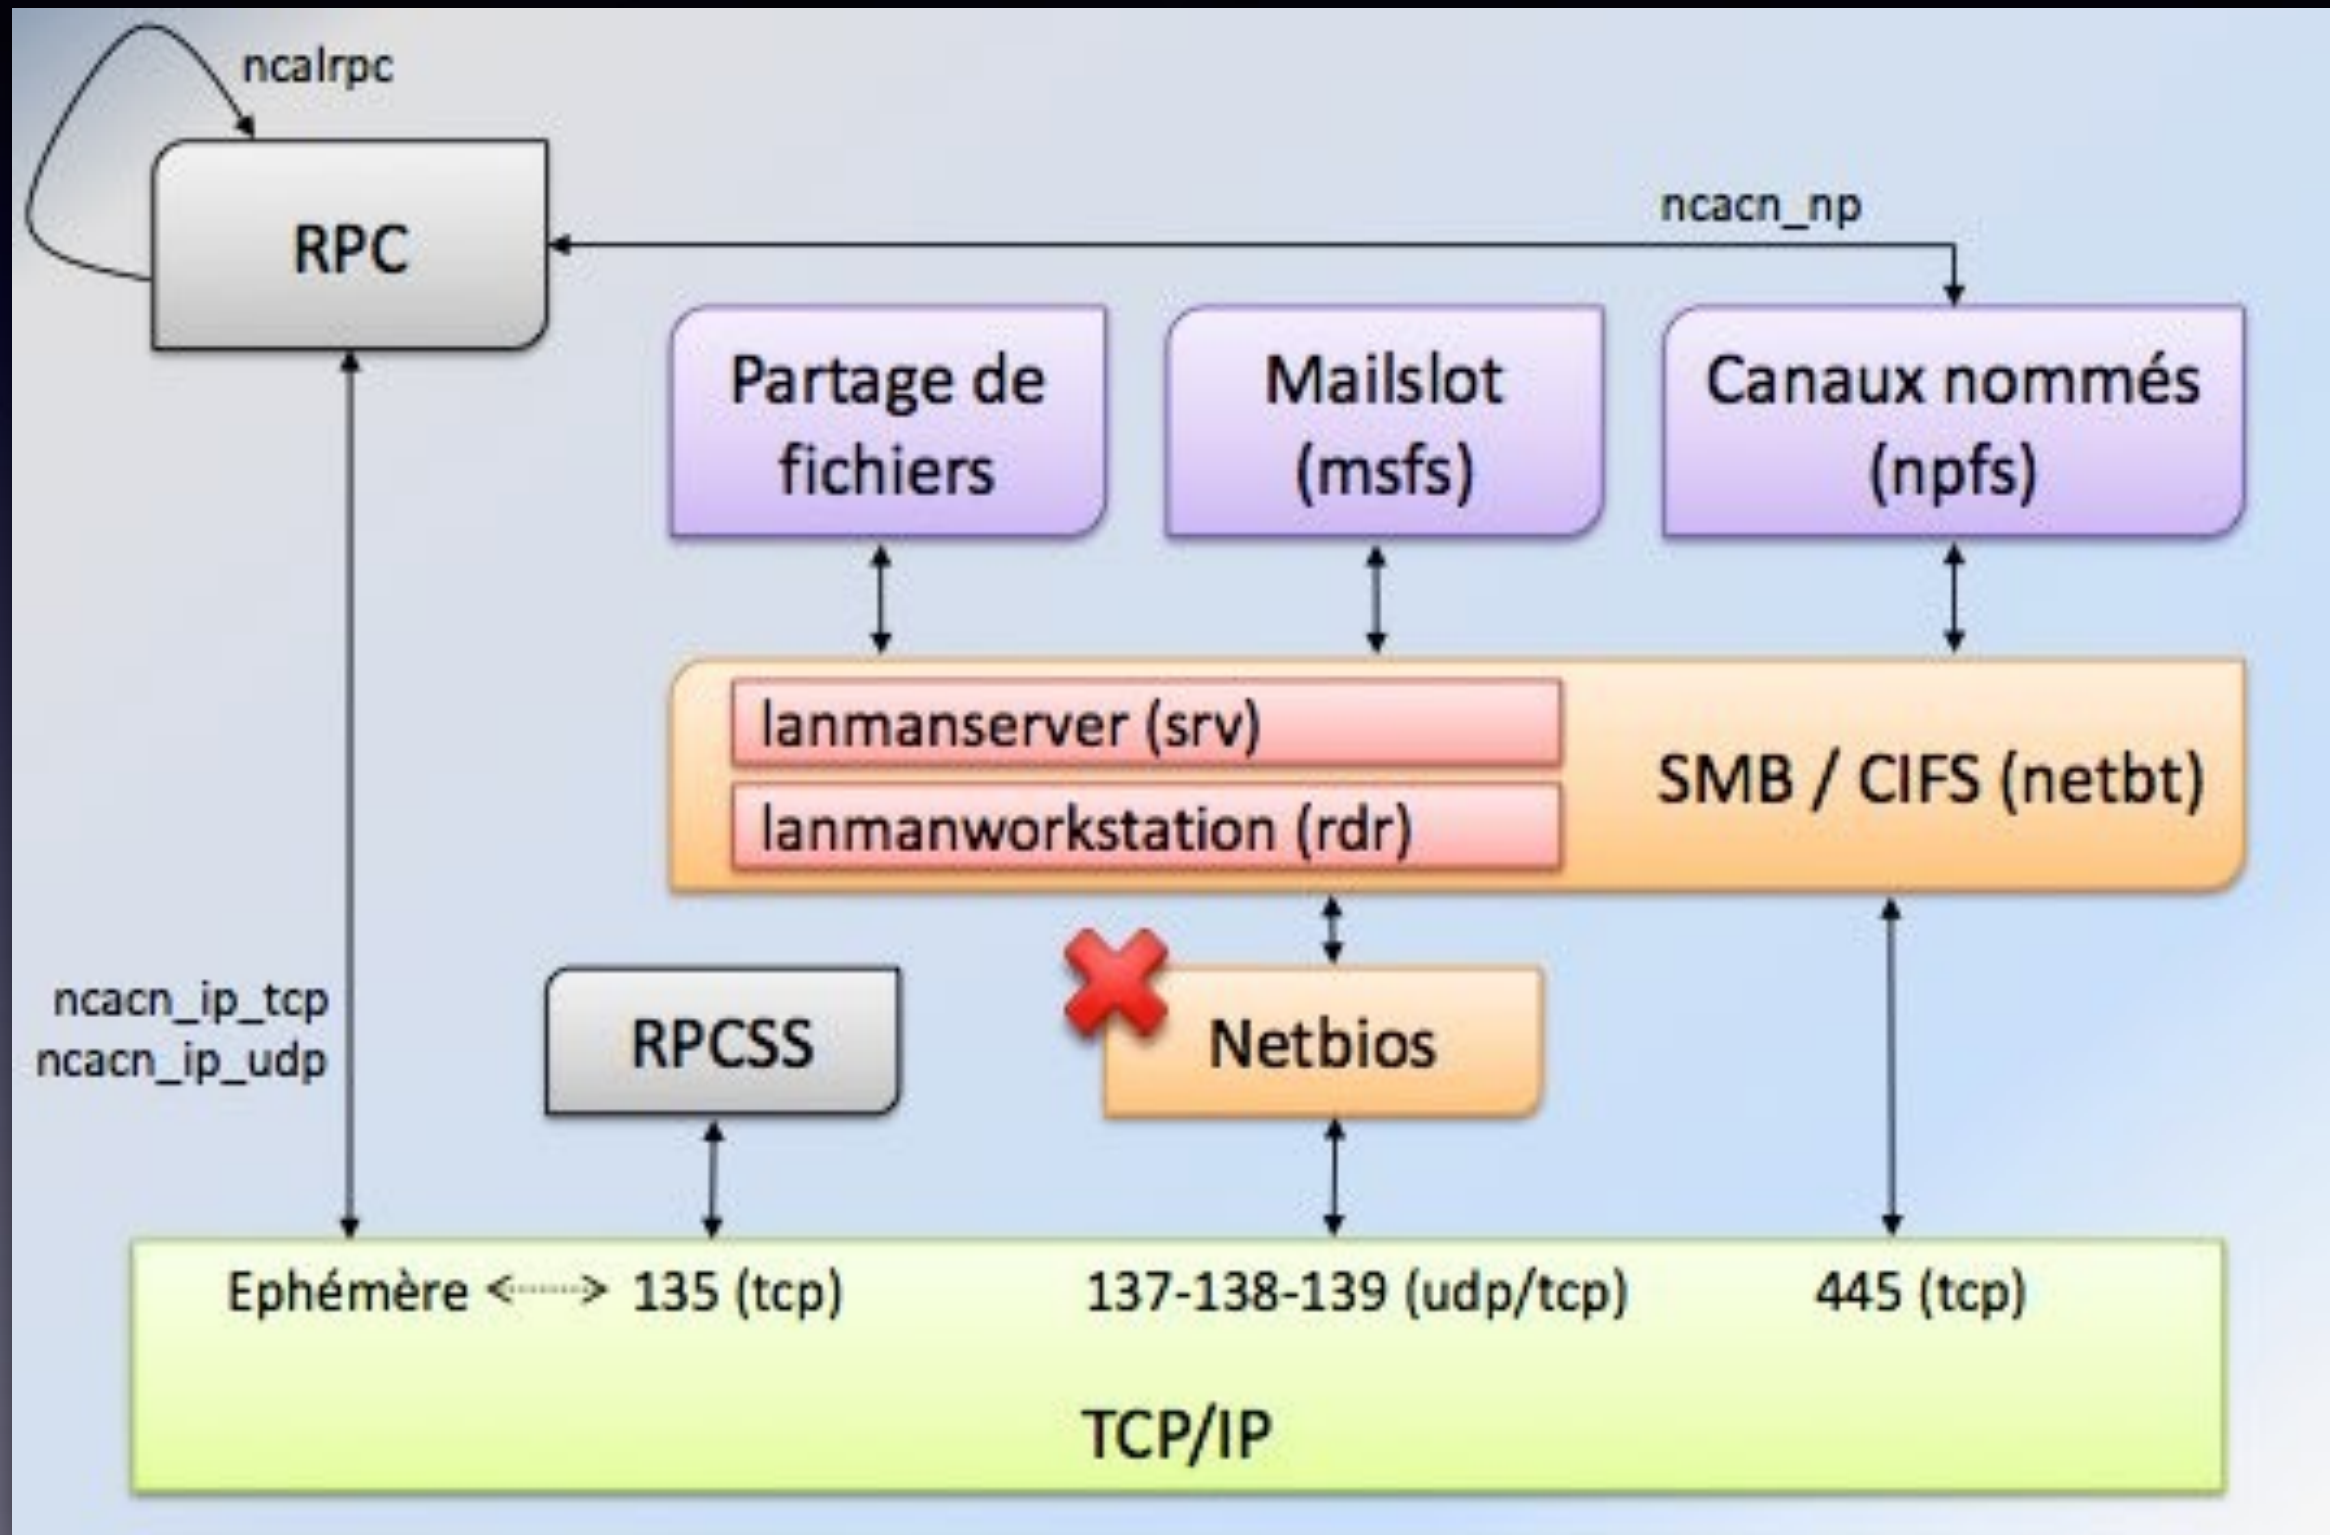 ncalrpc
RPC
ncacn_np
Partage de
fichiers
Mailslot
(msfs)
Canaux nommés
(npfs)
lanmanserver (srv)
lanmanworkstation (rdr)
SMB / CIFS (netbt)
ncacn_ip_tcp
ncacn_ip_udp
RPCSS
Netbios
Ephémère <·····> 135 (tcp)
137-138-139 (udp/tcp)
445 (tcp)
TCP/IP